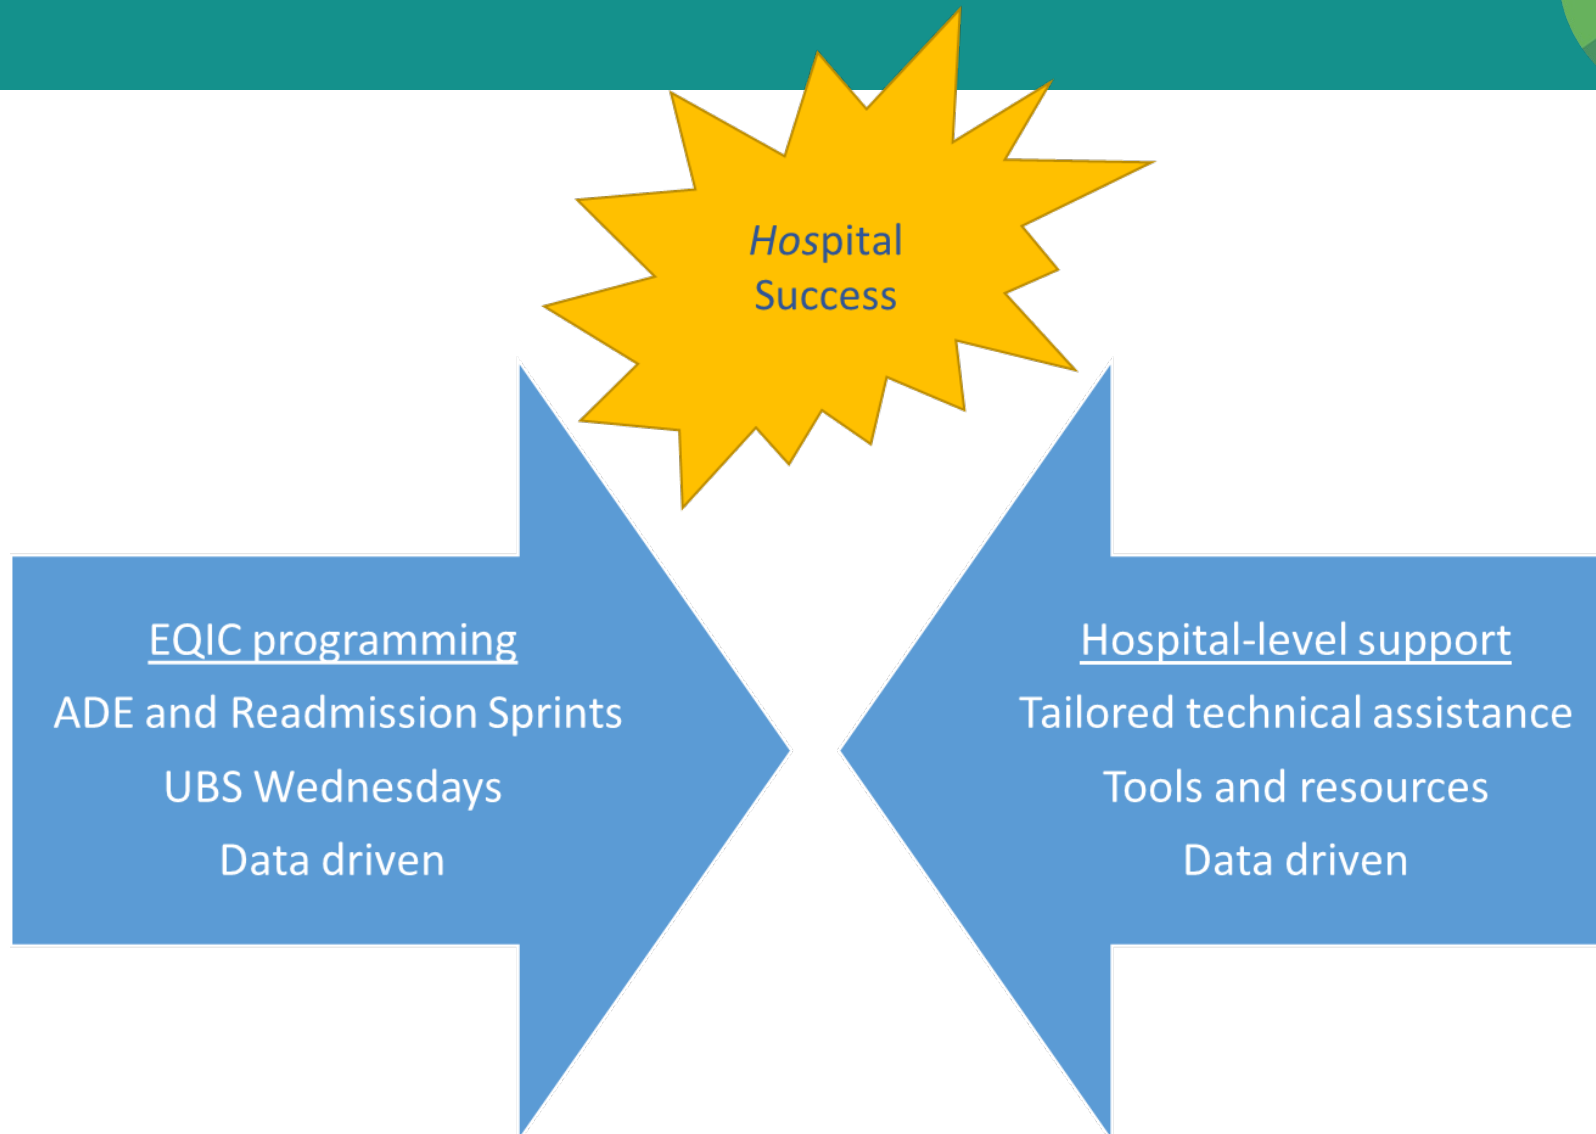 Hospital
Success
EQIC programming
ADE and Readmission Sprints
UBS Wednesdays
Data driven
Hospital-level support
Tailored technical assistance
Tools and resources
Data driven